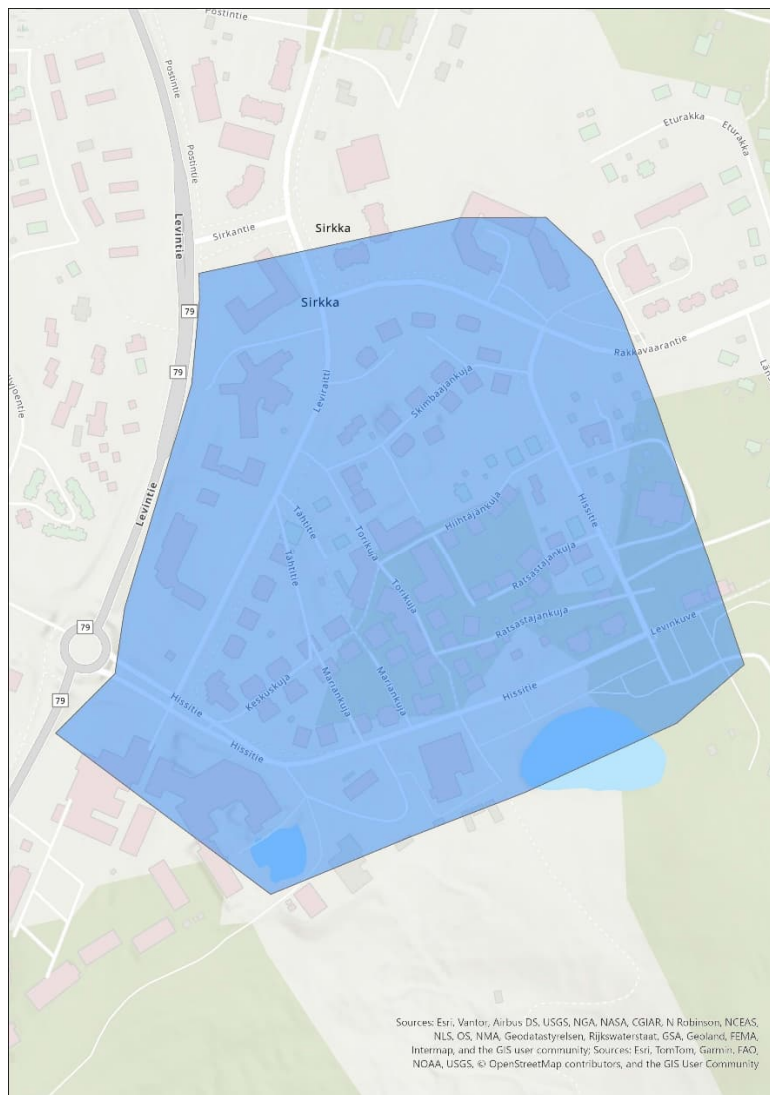 Postintie
Postintie
Postintie
Eturakka
Eturakka
Levintie
Sirkantie
Sirkka
Sirkka
79
Rakkavaarantie
79
Leviraitti
Skimbaajankuja
Levintie
Hissitie
Hiihtäjänkuja
Tähtitie
Torikuja
Tähtitie
Ratsastajankuja
Torikuja
79
Ratsastajankuja
Levinkuve
Mariankuja
Mariankuja
Keskuskuja
Hissitie
79
Hissitie
Hissitie
Sources: Esri, Vantor, Airbus DS, USGS, NGA, NASA, CGIAR, N Robinson, NCEAS,
NLS, OS, NMA, Geodatastyrelsen, Rijkswaterstaat, GSA, Geoland, FEMA,
Intermap, and the GIS user community; Sources: Esri, TomTom, Garmin, FAO,
NOAA, USGS, © OpenStreetMap contributors, and the GIS User Community